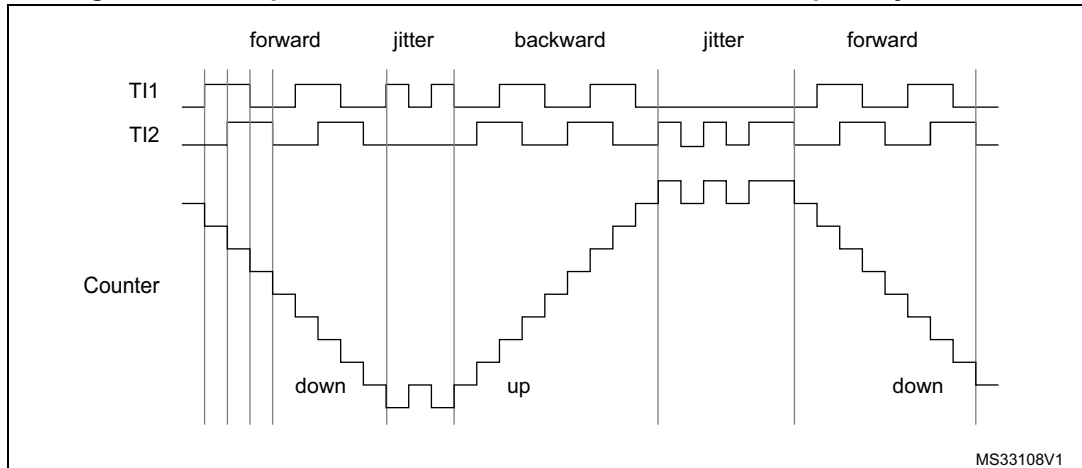 forward jitter backward jitter forward
TI1
TI2
Counter
down up down
MS33108V1